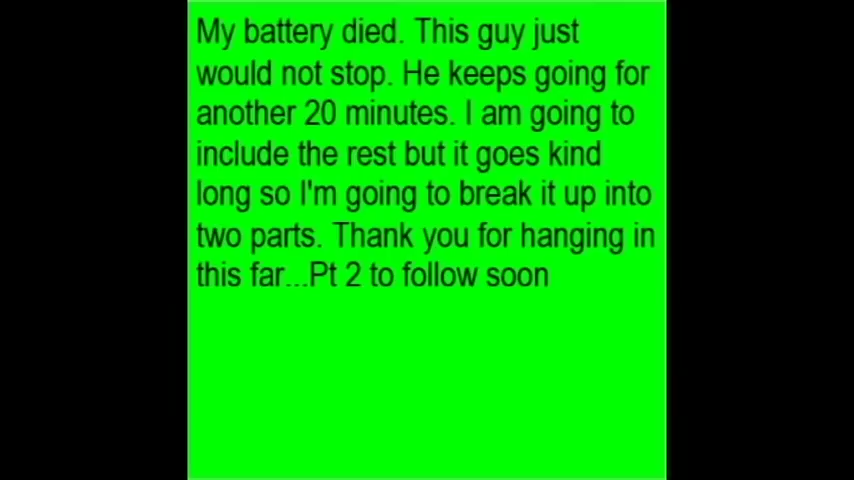 My battery died. This guy just
would not stop. He keeps going for
another 20 minutes. I am going to
include the rest but it goes kind
long so I'm going to break it up into
two parts. Thank you for hanging in
this far...Pt 2 to follow soon